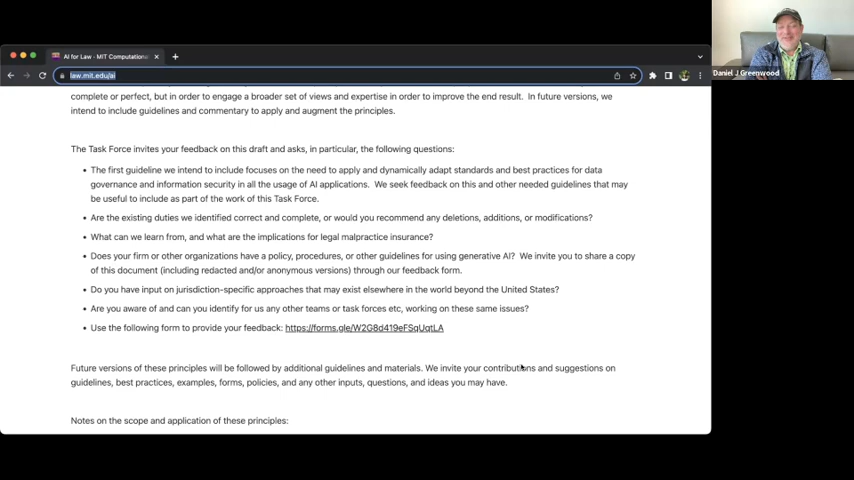 AI for Law - MIT Computationa
law.mit.edu/ai
Daniel J Greenwood
complete or perfect, but in order to engage a broader set of views and expertise in order to improve the end result. In future versions, we
intend to include guidelines and commentary to apply and augment the principles.
The Task Force invites your feedback on this draft and asks, in particular, the following questions:
• The first guideline we intend to include focuses on the need to apply and dynamically adapt standards and best practices for data
governance and information security in all the usage of AI applications. We seek feedback on this and other needed guidelines that may
be useful to include as part of the work of this Task Force.
• Are the existing duties we identified correct and complete, or would you recommend any deletions, additions, or modifications?
• What can we learn from, and what are the implications for legal malpractice insurance?
• Does your firm or other organizations have a policy, procedures, or other guidelines for using generative AI? We invite you to share a copy
of this document (including redacted and/or anonymous versions) through our feedback form.
• Do you have input on jurisdiction-specific approaches that may exist elsewhere in the world beyond the United States?
• Are you aware of and can you identify for us any other teams or task forces etc, working on these same issues?
• Use the following form to provide your feedback: https://forms.gle/W2G8d419eFSqUqtLA
Future versions of these principles will be followed by additional guidelines and materials. We invite your contributions and suggestions on
guidelines, best practices, examples, forms, policies, and any other inputs, questions, and ideas you may have.
Notes on the scope and application of these principles: